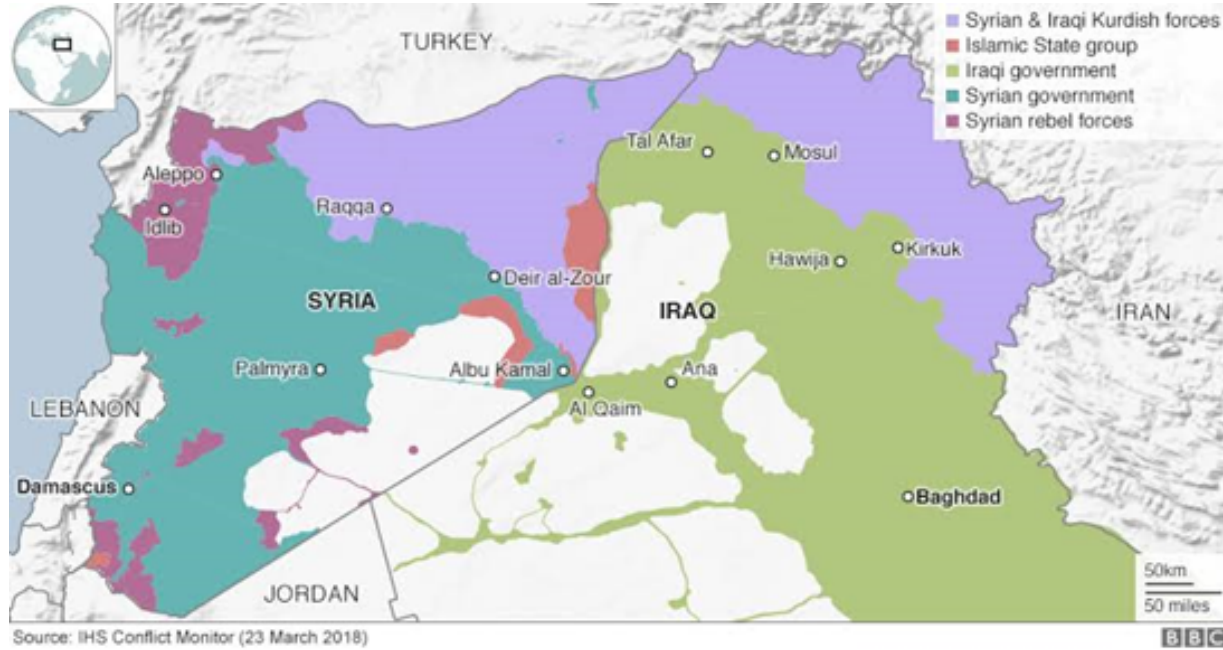 TURKEY
Syrian & Iraqi Kurdish forces
Islamic State group
Iraqi government
Syrian government
Syrian rebel forces
Tal Afar
Mosul
Aleppo
Raqqa
Idlib
Kirkuk
Hawija
Deir al-Zour
SYRIA
IRAQ
IRAN
Palmyra
Albu Kamal
Ana
Al Qaim
LEBANON
Damascus
Baghdad
JORDAN
50km
50 miles
Source: IHS Conflict Monitor (23 March 2018)
BBC